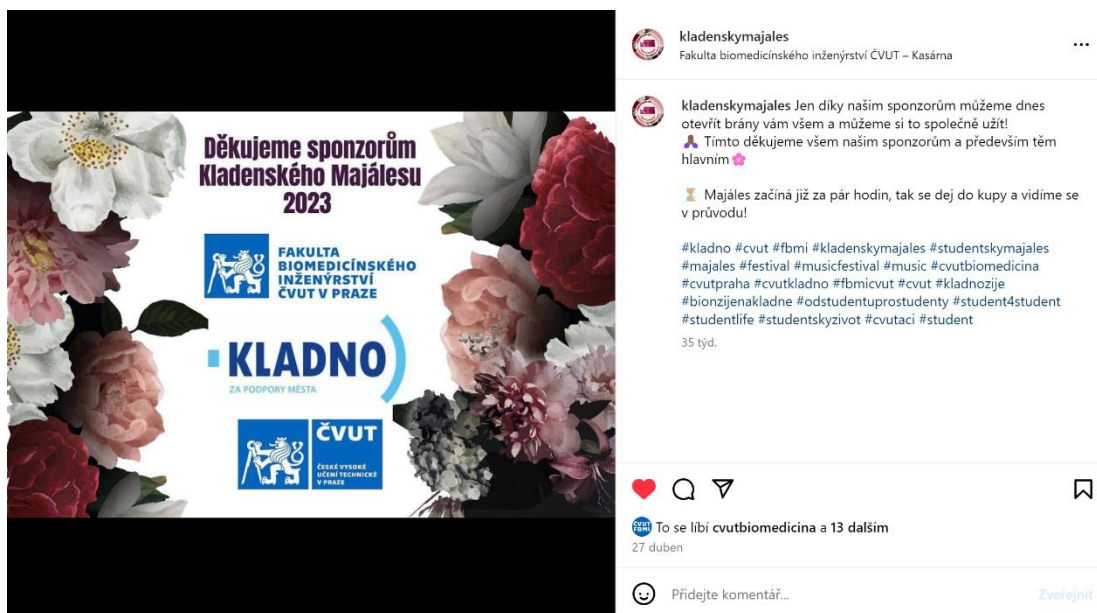 Děkujeme sponzorům
Kladenského Majálesu
2023
FAKULTA
BIOMEDICÍNSKÉHO
INŽENÝRSTVÍ
ČVUT V PRAZE
KLADNO
ZA PODPORY MĚSTA
ČVUT
ČESKÉ VYSOKÉ
UČENÍ TECHNICKÉ
V PRAZE
kladenskymajales
Fakulta biomedicínského inženýrství ČVUT – Kasárna
kladenskymajales Jen díky našim sponzorům můžeme dnes
otevřít brány vám všem a můžeme si to společně užít!
🙏🏾 Tímto děkujeme všem našim sponzorům a především těm
hlavním🌸
⏳ Majáles začíná již za pár hodin, tak se dej do kupy a vidíme se
v průvodu!
#kladno #cvut #fbmi #kladenskymajales #studentskymajales
#majales #festival #musicfestival #music #cvutbiomedicina
#cvutpraha #cvutkladno #fbmicvut #cvut #kladnozije
#bionzijenakladne #odstudentuprostudenty #student4student
#studentlife #studentskyzivot #cvutaci #student
35 týd.
ČVUT
FBMI
To se líbí cvutbiomedicina a 13 dalším
27 duben
Přidejte komentář...
Zveřejnit